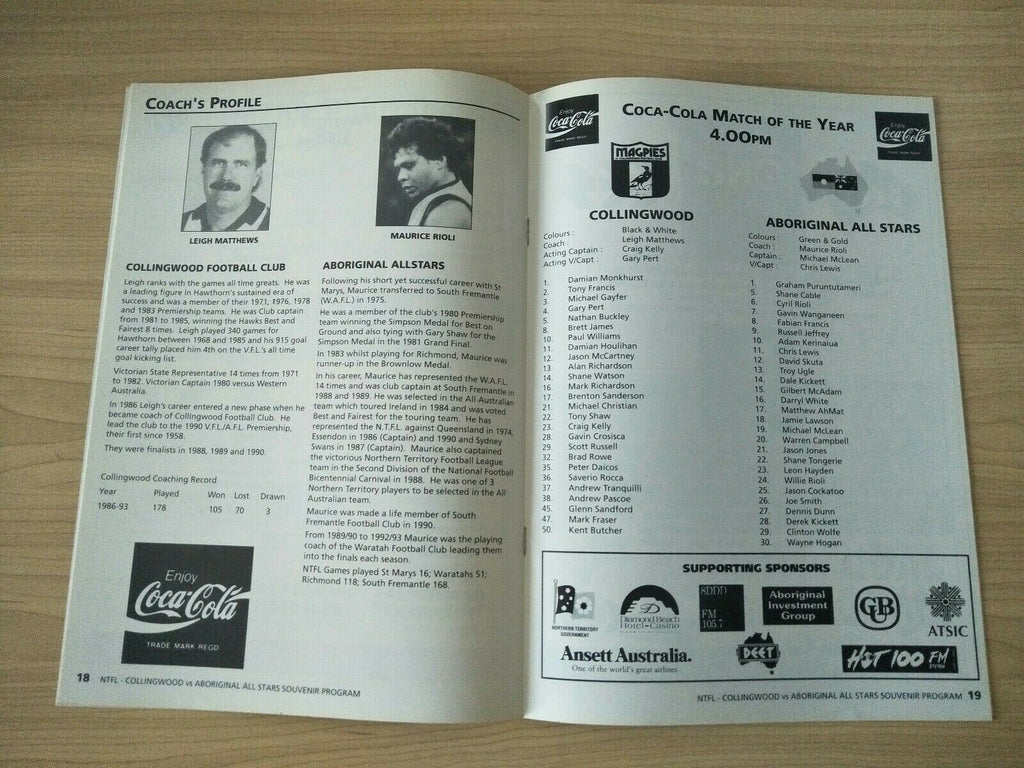 COACH'S PROFILE
LEIGH MATTHEWS
MAURICE RIOLI
COLLINGWOOD FOOTBALL CLUB
Leigh ranks with the games all time greats. He was
a leading figure in Hawthorn's sustained era of
success and was a member of their 1971, 1976, 1978
and 1983 Premiership teams. He was Club captain
from 1981 to 1985, winning the Hawks Best and
Fairest 8 times. Leigh played 340 games for
Hawthorn between 1968 and 1985 and his 915 goal
career tally placed him 4th on the V.F.L.'s all time
goal kicking list.
Victorian State Representative 14 times from 1971
to 1982. Victorian Captain 1980 versus Western
Australia.
In 1986 Leigh's career entered a new phase when he
became coach of Collingwood Football Club. He
lead the club to the 1990 V.F.L./A.F.L. Premiership,
their first since 1958.
They were finalists in 1988, 1989 and 1990.
Collingwood Coaching Record
Year Played Won Lost Drawn
1986-93 178 105 70 3
Enjoy
Coca-Cola
TRADE MARK REGD
ABORIGINAL ALLSTARS
Following his short yet successful career with St
Marys, Maurice transferred to South Fremantle
(W.A.F.L.) in 1975.
He was a member of the club's 1980 Premiership
team winning the Simpson Medal for Best on
Ground and also tying with Gary Shaw for the
Simpson Medal in the 1981 Grand Final.
In 1983 whilst playing for Richmond, Maurice was
runner-up in the Brownlow Medal.
In his career, Maurice has represented the W.A.F.L.
14 times and was club captain at South Fremantle in
1988 and 1989. He was selected in the All Australian
team which toured Ireland in 1984 and was voted
Best and Fairest for the touring team. He has
represented the N.T.F.L. against Queensland in 1974,
Essendon in 1986 (Captain) and 1990 and Sydney
Swans in 1987 (Captain). Maurice also captained
the victorious Northern Territory Football League
team in the Second Division of the National Football
Bicentennial Carnival in 1988. He was one of 3
Northern Territory players to be selected in the All
Australian team.
Maurice was made a life member of South
Fremantle Football Club in 1990.
From 1989/90 to 1992/93 Maurice was the playing
coach of the Waratah Football Club leading them
into the finals each season.
NTFL Games played St Marys 16; Waratahs 51;
Richmond 118; South Fremantle 168.
18 NTFL - COLLINGWOOD vs ABORIGINAL ALL STARS SOUVENIR PROGRAM
Enjoy
Coca-Cola
COCA-COLA MATCH OF THE YEAR
4.00PM
Enjoy
Coca-Cola
TRADE MARK REGD
MAGPIES
COLLINGWOOD
Colours : Black & White
Coach : Leigh Matthews
Acting Captain : Craig Kelly
Acting V/Capt : Gary Pert
1. Damian Monkhurst
2. Tony Francis
3. Michael Gayfer
4. Gary Pert
5. Nathan Buckley
8. Brett James
10. Paul Williams
11. Damian Houlihan
12. Jason McCartney
13. Alan Richardson
14. Shane Watson
16. Mark Richardson
17. Brenton Sanderson
21. Michael Christian
22. Tony Shaw
23. Craig Kelly
28. Gavin Crosisca
29. Scott Russell
32. Brad Rowe
35. Peter Daicos
36. Saverio Rocca
37. Andrew Tranquilli
38. Andrew Pascoe
45. Glenn Sandford
47. Mark Fraser
50. Kent Butcher
ABORIGINAL ALL STARS
Colours : Green & Gold
Coach : Maurice Rioli
Captain : Michael McLean
V/Capt : Chris Lewis
1. Graham Puruntutameri
5. Shane Cable
6. Cyril Rioli
7. Gavin Wanganeen
8. Fabian Francis
9. Russell Jeffrey
10. Adam Kerinaiua
11. Chris Lewis
12. David Skuta
13. Troy Ugle
14. Dale Kickett
15. Gilbert McAdam
16. Darryl White
17. Matthew AhMat
18. Jamie Lawson
19. Michael McLean
20. Warren Campbell
21. Jason Jones
22. Shane Tongerie
23. Leon Hayden
24. Willie Rioli
25. Jason Cockatoo
26. Joe Smith
27. Dennis Dunn
28. Derek Kickett
29. Clinton Wolfe
30. Wayne Hogan
SUPPORTING SPONSORS
NORTHERN TERRITORY
GOVERNMENT
Diamond Beach
Hotel-Casino
8DDD
FM
105.7
Aboriginal
Investment
Group
CUB
ATSIC
Ansett Australia.
One of the world's great airlines.
DEET
HOT 100 FM
NTFL - COLLINGWOOD vs ABORIGINAL ALL STARS SOUVENIR PROGRAM 19